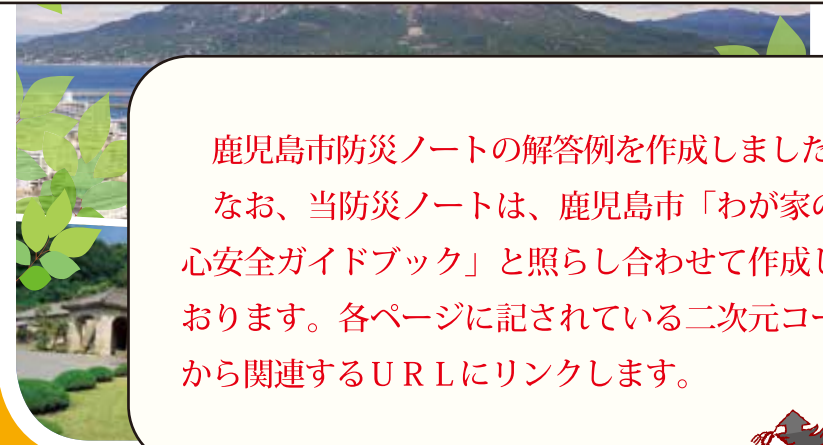 鹿児島市防災ノートの解答例を作成しました
なお、当防災ノートは、鹿児島市「わが家の
心安全ガイドブック」と照らし合わせて作成し
おります。各ページに記されている二次元コー
から関連するＵＲＬにリンクします。